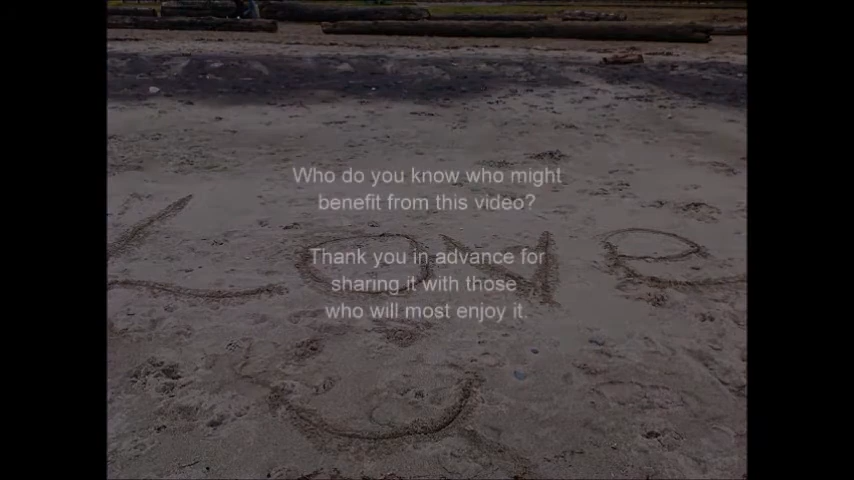 Who do you know who might
benefit from this video?
Thank you in advance for
sharing it with those
who will most enjoy it.
Love